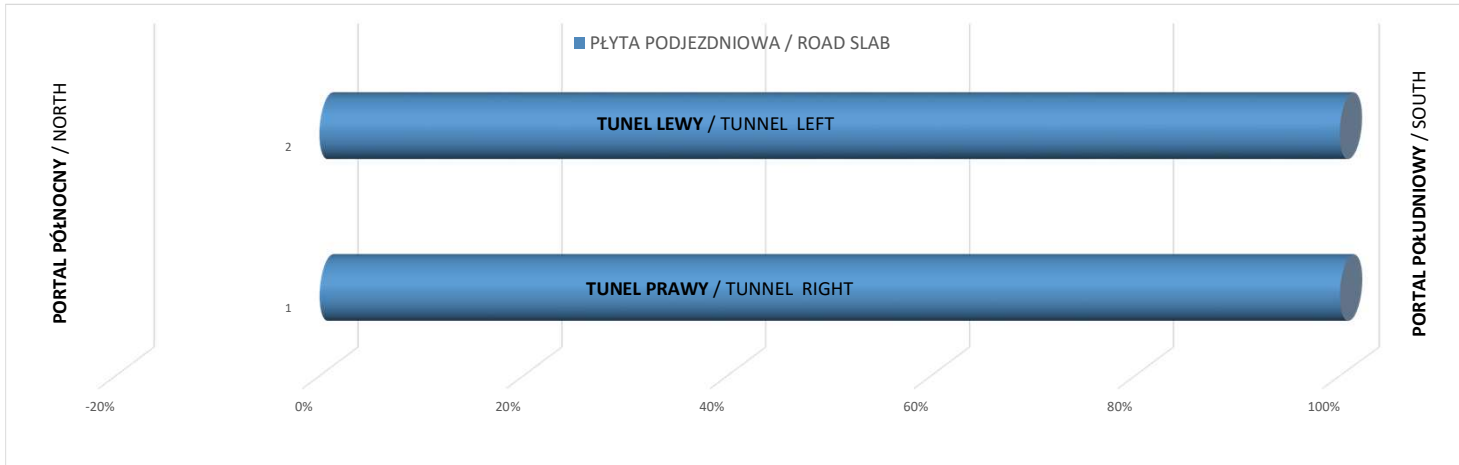 PŁYTA PODJEZDNIOWA / ROAD SLAB
PORTAL PÓŁNOCNY / NORTH
2
TUNEL LEWY / TUNNEL LEFT
1
TUNEL PRAWY / TUNNEL RIGHT
PORTAL POŁUDNIOWY / SOUTH
-20%
0%
20%
40%
60%
80%
100%